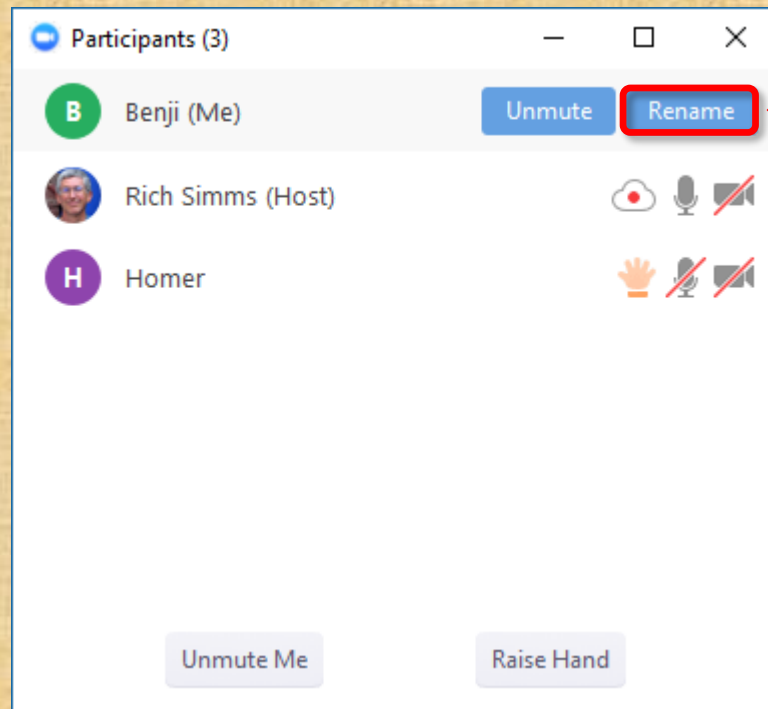 Participants (3)
B Benji (Me) Unmute Rename
Rich Simms (Host)
H Homer
Unmute Me Raise Hand